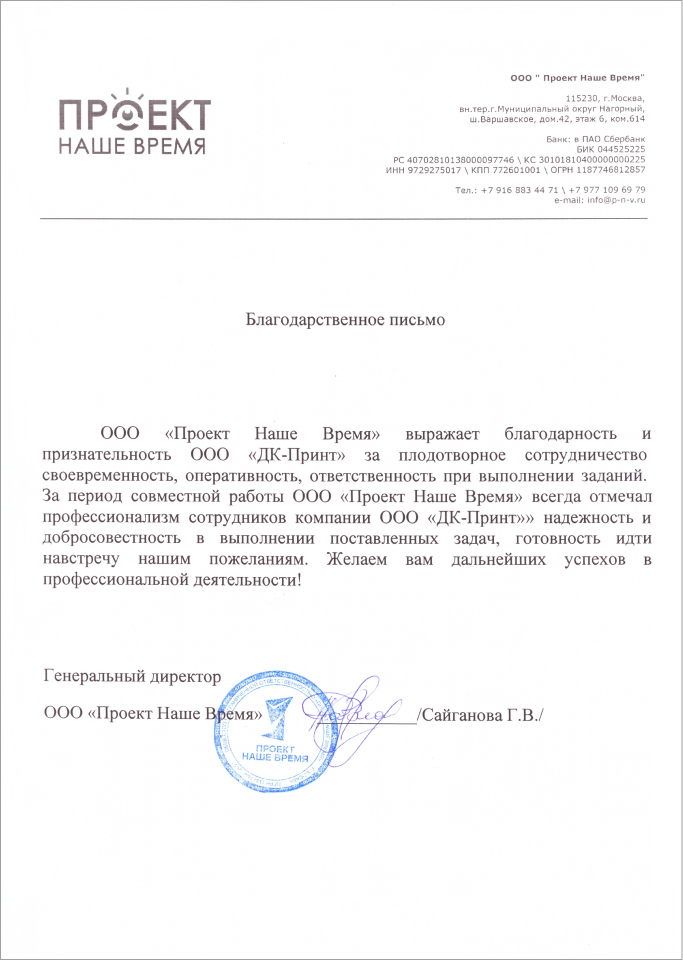 ПРОЕКТ
НАШЕ ВРЕМЯ
ООО " Проект Наше Время"
115230, г.Москва,
вн.тер.г.Муниципальный округ Нагорный,
ш.Варшавское, дом.42, этаж 6, ком.614
Банк: в ПАО Сбербанк
БИК 044525225
РС 40702810138000097746 \ КС 30101810400000000225
ИНН 9729275017 \ КПП 772601001 \ ОГРН 1187746812857
Тел.: +7 916 883 44 71 \ +7 977 109 69 79
e-mail: info@p-n-v.ru
Благодарственное письмо
ООО «Проект Наше Время» выражает благодарность и
признательность ООО «ДК-Принт» за плодотворное сотрудничество
своевременность, оперативность, ответственность при выполнении заданий.
За период совместной работы ООО «Проект Наше Время» всегда отмечал
профессионализм сотрудников компании ООО «ДК-Принт»» надежность и
добросовестность в выполнении поставленных задач, готовность идти
навстречу нашим пожеланиям. Желаем вам дальнейших успехов в
профессиональной деятельности!
Генеральный директор
ООО «Проект Наше Время» /Сайганова Г.В./
ПРОЕКТ
НАШЕ ВРЕМЯ